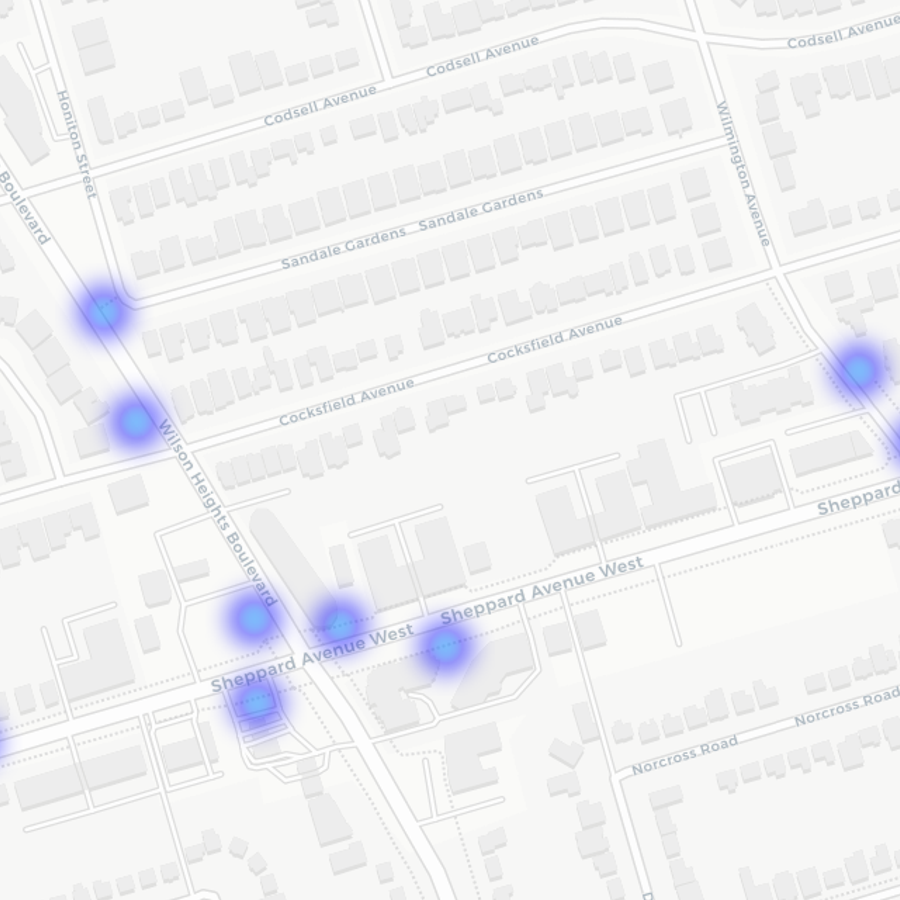 Codsell Avenue
Codsell Avenue
Codsell Avenue
Honiton Street
Boulevard
Wilmington Avenue
Sandale Gardens
Sandale Gardens
Cocksfield Avenue
Cocksfield Avenue
Wilson Heights Boulevard
Sheppard
Sheppard Avenue West
Sheppard Avenue West
Norcross Road
Norcross Road